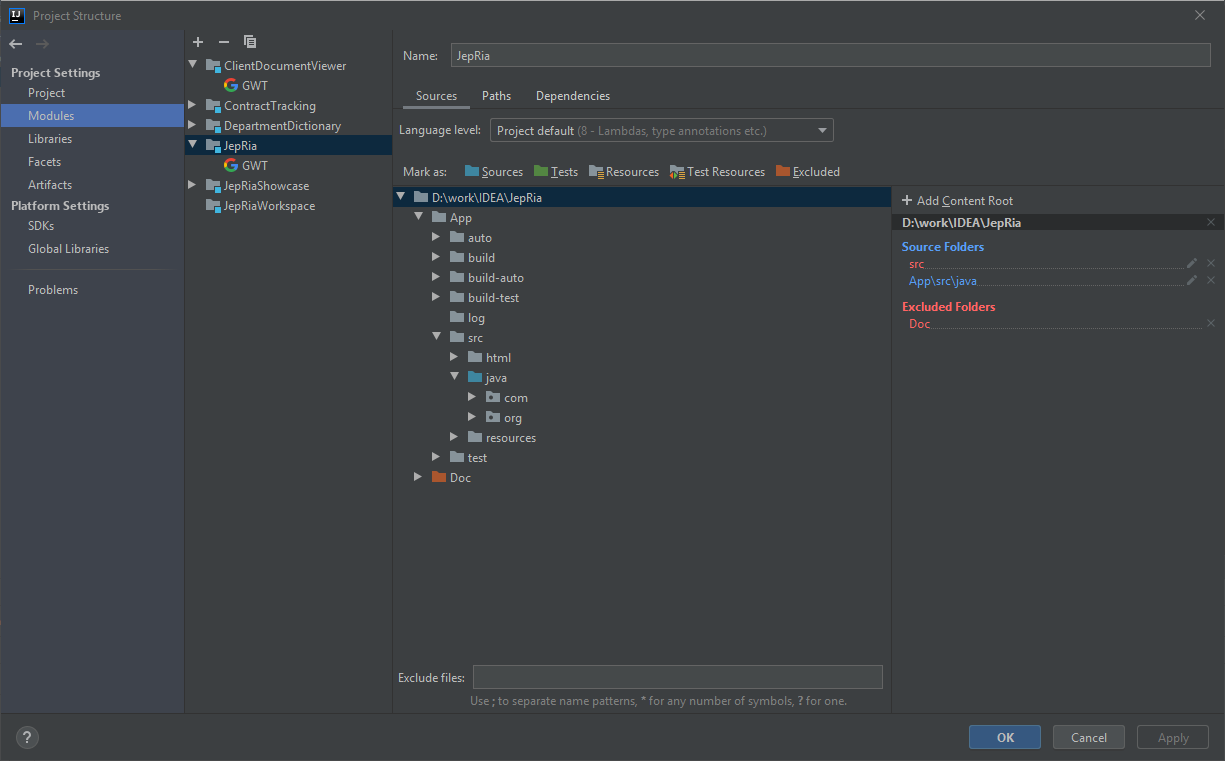 Project Structure
Project Settings
Project
Modules
Libraries
Facets
Artifacts
Platform Settings
SDKs
Global Libraries
Problems
ClientDocumentViewer
GWT
ContractTracking
DepartmentDictionary
JepRia
GWT
JepRiaShowcase
JepRiaWorkspace
Name: JepRia
Sources Paths Dependencies
Language level: Project default (8 - Lambdas, type annotations etc.)
Mark as: Sources Tests Resources Test Resources Excluded
D:\work\IDEA\JepRia
App
auto
build
build-auto
build-test
log
src
html
java
com
org
resources
test
Doc
+ Add Content Root
D:\work\IDEA\JepRia
Source Folders
src
App\src\java
Excluded Folders
Doc
Exclude files:
Use ; to separate name patterns, * for any number of symbols, ? for one.
? OK Cancel Apply